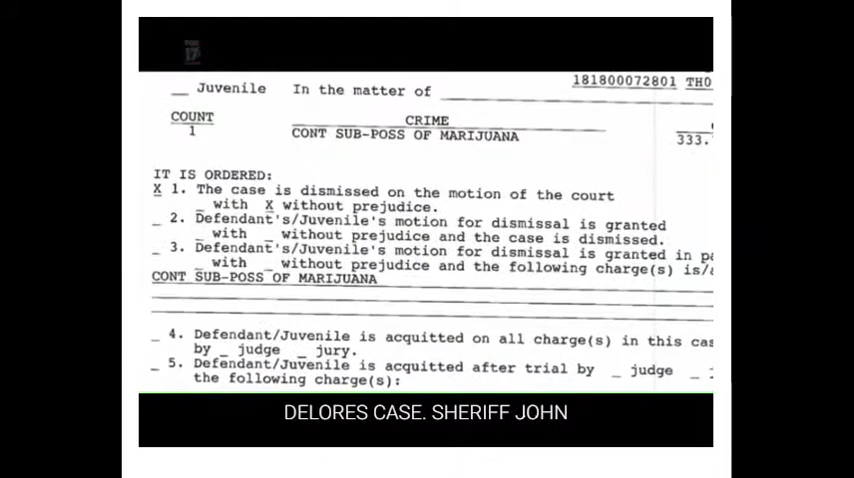 FOX
17
__ Juvenile In the matter of 181800072801 THO
COUNT CRIME
1 CONT SUB-POSS OF MARIJUANA 333.
IT IS ORDERED:
X 1. The case is dismissed on the motion of the court
_ with X without prejudice.
_ 2. Defendant's/Juvenile's motion for dismissal is granted
_ with _ without prejudice and the case is dismissed.
_ 3. Defendant's/Juvenile's motion for dismissal is granted in pa
_ with _ without prejudice and the following charge(s) is/a
CONT SUB-POSS OF MARIJUANA
_ 4. Defendant/Juvenile is acquitted on all charge(s) in this cas
by _ judge _ jury.
_ 5. Defendant/Juvenile is acquitted after trial by _ judge _
the following charge(s):
DELORES CASE. SHERIFF JOHN